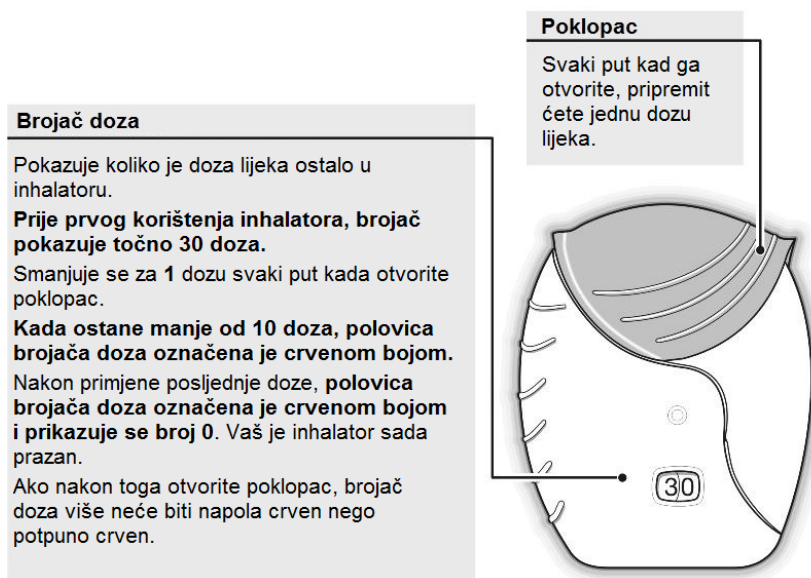 Poklopac
Svaki put kad ga
otvorite, pripremit
ćete jednu dozu
lijeka.
Brojač doza
Pokazuje koliko je doza lijeka ostalo u
inhalatoru.
Prije prvog korištenja inhalatora, brojač
pokazuje točno 30 doza.
Smanjuje se za 1 dozu svaki put kada otvorite
poklopac.
Kada ostane manje od 10 doza, polovica
brojača doza označena je crvenom bojom.
Nakon primjene posljednje doze, polovica
brojača doza označena je crvenom bojom
i prikazuje se broj 0. Vaš je inhalator sada
prazan.
Ako nakon toga otvorite poklopac, brojač
doza više neće biti napola crven nego
potpuno crven.
30